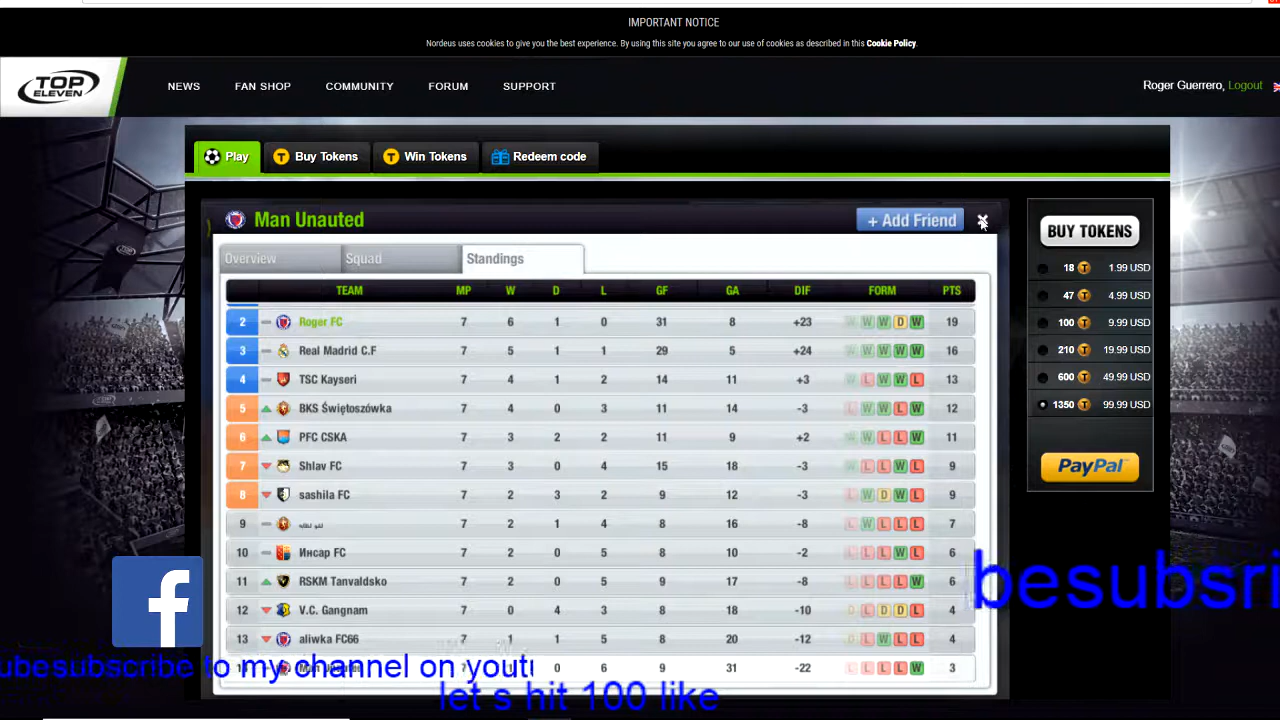 IMPORTANT NOTICE
Nordeus uses cookies to give you the best experience. By using this site you agree to our use of cookies as described in this Cookie Policy.
TOP ELEVEN
NEWS FAN SHOP COMMUNITY FORUM SUPPORT
Roger Guerrero, Logout
Play Buy Tokens Win Tokens Redeem code
Man Unauted + Add Friend
Overview Squad Standings
TEAM MP W D L GF GA DIF FORM PTS
2 Roger FC 7 6 1 0 31 8 +23 W W W D W 19
3 Real Madrid C.F 7 5 1 1 29 5 +24 W W W W 16
4 TSC Kayseri 7 4 1 2 14 11 +3 W L W W L 13
5 BKS Świętoszówka 7 4 0 3 11 14 -3 L W W L W 12
6 PFC CSKA 7 3 2 2 11 9 +2 W W L L W 11
7 Shlav FC 7 3 0 4 15 18 -3 W L L W L 9
8 sashila FC 7 2 3 2 9 12 -3 L W D W L 9
9 7 2 1 4 8 16 -8 L W L L L 7
10 Инсар FC 7 2 0 5 8 10 -2 L L L W L 6
11 RSKM Tanvaldsko 7 2 0 5 9 17 -8 L L L L W 6
12 V.C. Gangnam 7 0 4 3 8 18 -10 D L D D L 4
13 aliwka FC66 7 1 1 5 8 20 -12 D L W L L 4
7 1 0 6 9 31 -22 L L L L W 3
BUY TOKENS
18 T 1.99 USD
47 T 4.99 USD
100 T 9.99 USD
210 T 19.99 USD
600 T 49.99 USD
1350 T 99.99 USD
PayPal
f
besubsri
ubesubscribe to my channel on yout
let s hit 100 like